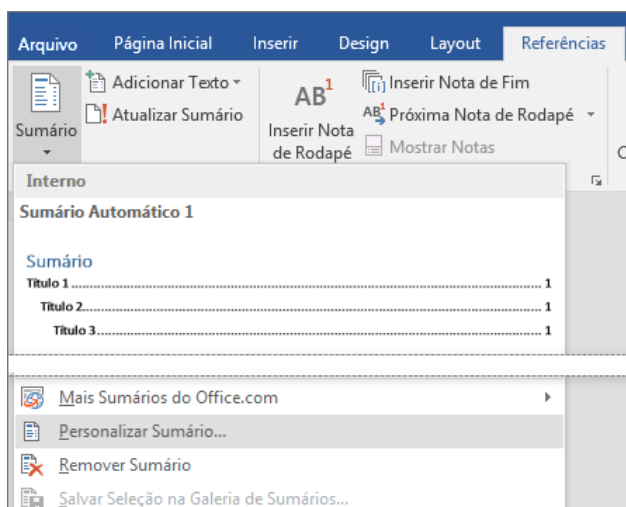 Arquivo Página Inicial Inserir Design Layout Referências
Adicionar Texto
Atualizar Sumário
Sumário
AB1
Inserir Nota
de Rodapé
Inserir Nota de Fim
AB1 Próxima Nota de Rodapé
Mostrar Notas
Interno
Sumário Automático 1
Sumário
Título 1 1
Título 2 1
Título 3 1
Mais Sumários do Office.com
Personalizar Sumário...
Remover Sumário
Salvar Seleção na Galeria de Sumários...